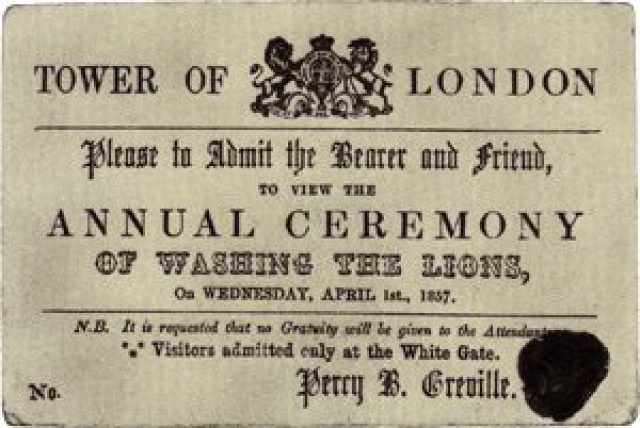 TOWER OF LONDON
Please to Admit the Bearer and Friend,
TO VIEW THE
ANNUAL CEREMONY
OF WASHING THE LIONS,
On WEDNESDAY, APRIL 1st., 1857.
N.B. It is requested that no Gratuity will be given to the
*⁎* Visitors admitted only at the White Gate.
No. Percy B. Greville.